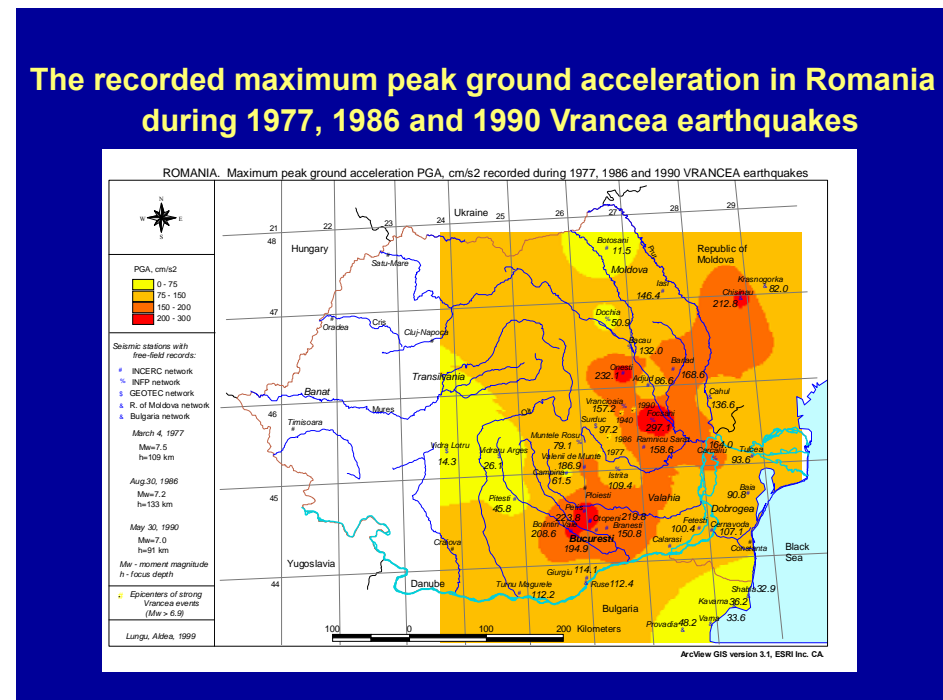 The recorded maximum peak ground acceleration in Romania
during 1977, 1986 and 1990 Vrancea earthquakes
ROMANIA. Maximum peak ground acceleration PGA, cm/s2 recorded during 1977, 1986 and 1990 VRANCEA earthquakes
N
W E
S
PGA, cm/s2
0 - 75
75 - 150
150 - 200
200 - 300
Seismic stations with
free-field records:
# INCERC network
% INFP network
$ GEOTEC network
& R. of Moldova network
& Bulgaria network
March 4, 1977
Mw=7.5
h=109 km
Aug.30, 1986
Mw=7.2
h=133 km
May 30, 1990
Mw=7.0
h=91 km
Mw - moment magnitude
h - focus depth
Epicenters of strong
Vrancea events
(Mw > 6.9)
Lungu, Aldea, 1999
21 22 23 24 25 26 27 28 29
48
47
46
45
44
Ukraine
Hungary
Republic of
Moldova
Satu-Mare
Botosani
11.5
Prut
Moldova
Iasi
146.4
Krasnogorka
82.0
Chisinau
212.8
Oradea
Cris
Cluj-Napoca
Dochia
50.9
Bacau
132.0
Barlad
168.6
Onesti
232.1
Adjud 86.6
Transilvania
Banat
Mures
Timisoara
Olt
Cahul
136.6
Vrancioaia
157.2
1990
1940
Focsani
297.1
Surduc
97.2
1986
Muntele Rosu
79.1
1977
Ramnicu Sarat
158.6
164.0
Carcaliu
Tulcea
93.6
Vidra Lotru
14.3
Vidraru Arges
26.1
Valenii de Munte
186.9
Campina
61.5
Istrita
109.4
Ploiesti
Valahia
Baia
90.8
Dobrogea
Pitesti
45.8
223.8
Otopeni 219.8
Bolintin Vale
208.6
Branesti
150.8
Bucuresti
194.9
Fetesti
100.4
Cernavoda
107.1
Calarasi
Constanta
Craiova
Black
Sea
Yugoslavia
Danube
Giurgiu 114.1
Ruse 112.4
Turnu Magurele
112.2
Shabla 32.9
Kavarna 36.2
Bulgaria
Provadia 48.2
Varna 33.6
100 0 100 200 Kilometers
ArcView GIS version 3.1, ESRI Inc. CA.